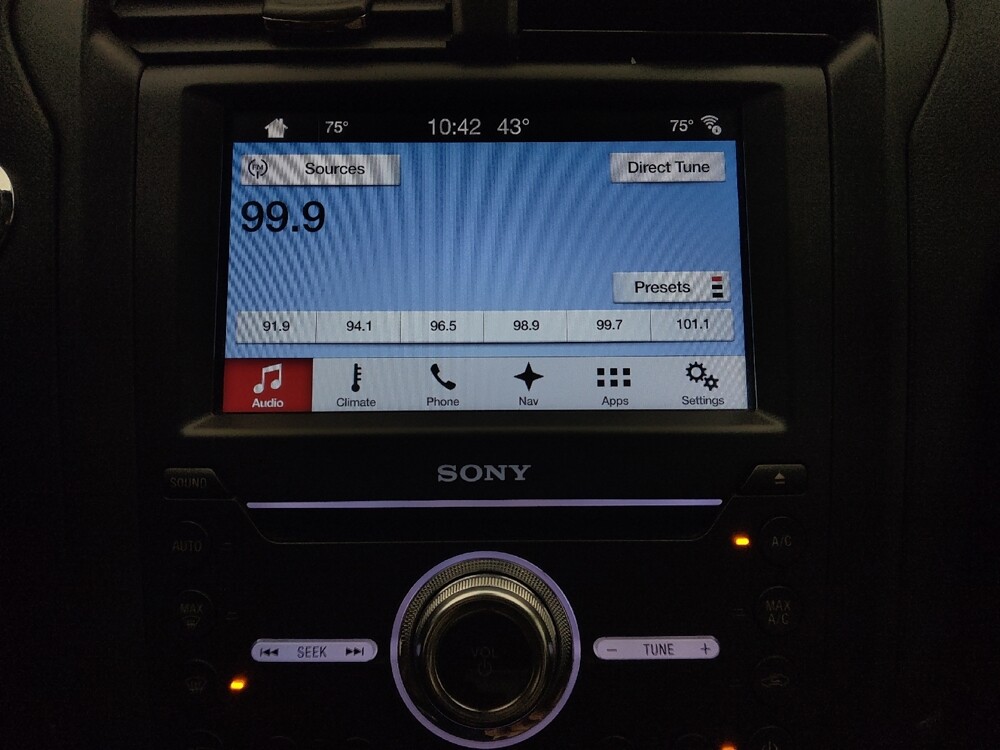 75° 10:42 43° 75°
FM Sources Direct Tune
99.9
Presets
91.9 94.1 96.5 98.9 99.7 101.1
Audio Climate Phone Nav Apps Settings
SONY
SOUND
AUTO A/C
MAX MAX A/C
SEEK VOL − TUNE +